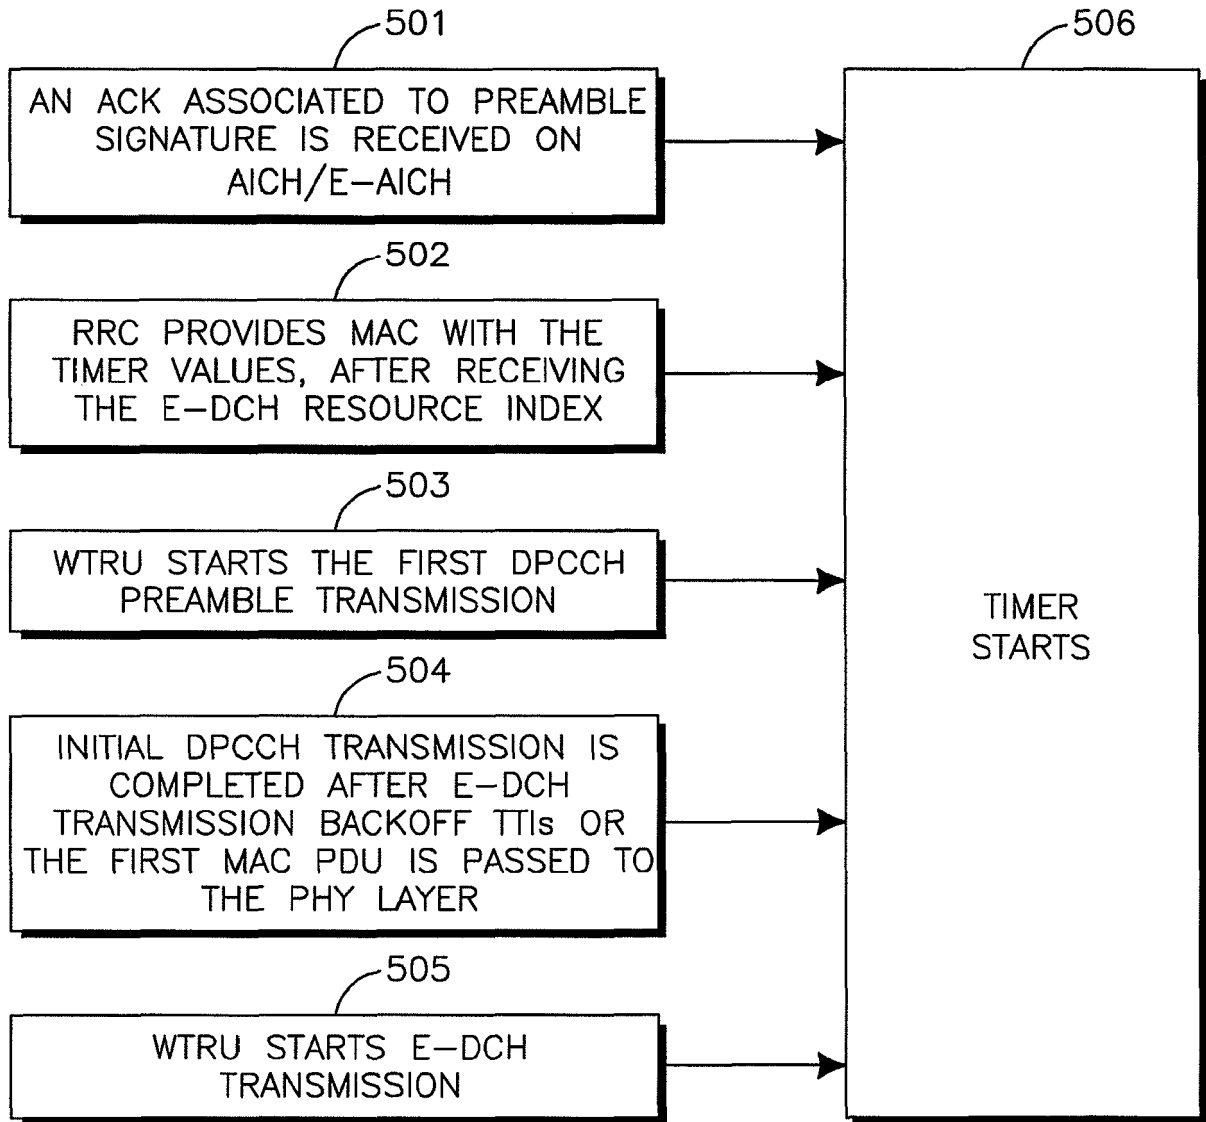 501
AN ACK ASSOCIATED TO PREAMBLE
SIGNATURE IS RECEIVED ON
AICH/E-AICH
502
RRC PROVIDES MAC WITH THE
TIMER VALUES, AFTER RECEIVING
THE E-DCH RESOURCE INDEX
503
WTRU STARTS THE FIRST DPCCH
PREAMBLE TRANSMISSION
504
INITIAL DPCCH TRANSMISSION IS
COMPLETED AFTER E-DCH
TRANSMISSION BACKOFF TTIs OR
THE FIRST MAC PDU IS PASSED TO
THE PHY LAYER
505
WTRU STARTS E-DCH
TRANSMISSION
506
TIMER
STARTS